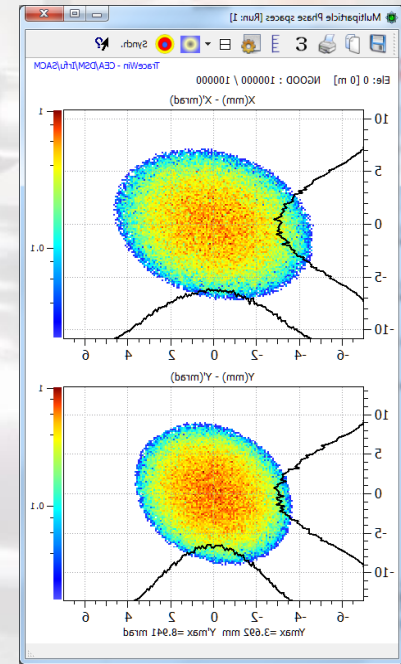 Multiparticle Phase spaces [Run: 1]
3 Synch.
TraceWin - CEA/DSM/Irfu/SACM
Ele: 0 [0 m] NGOOD : 100000 / 100000
X(mm) - X'(mrad)
10 1
5
0
0.1
-5
-10
-6 -4 -2 0 2 4 6
Y(mm) - Y'(mrad)
1
10
5
0
0.1
-5
-10
-6 -4 -2 0 2 4 6
Ymax=3.692 mm Y'max=8.941 mrad